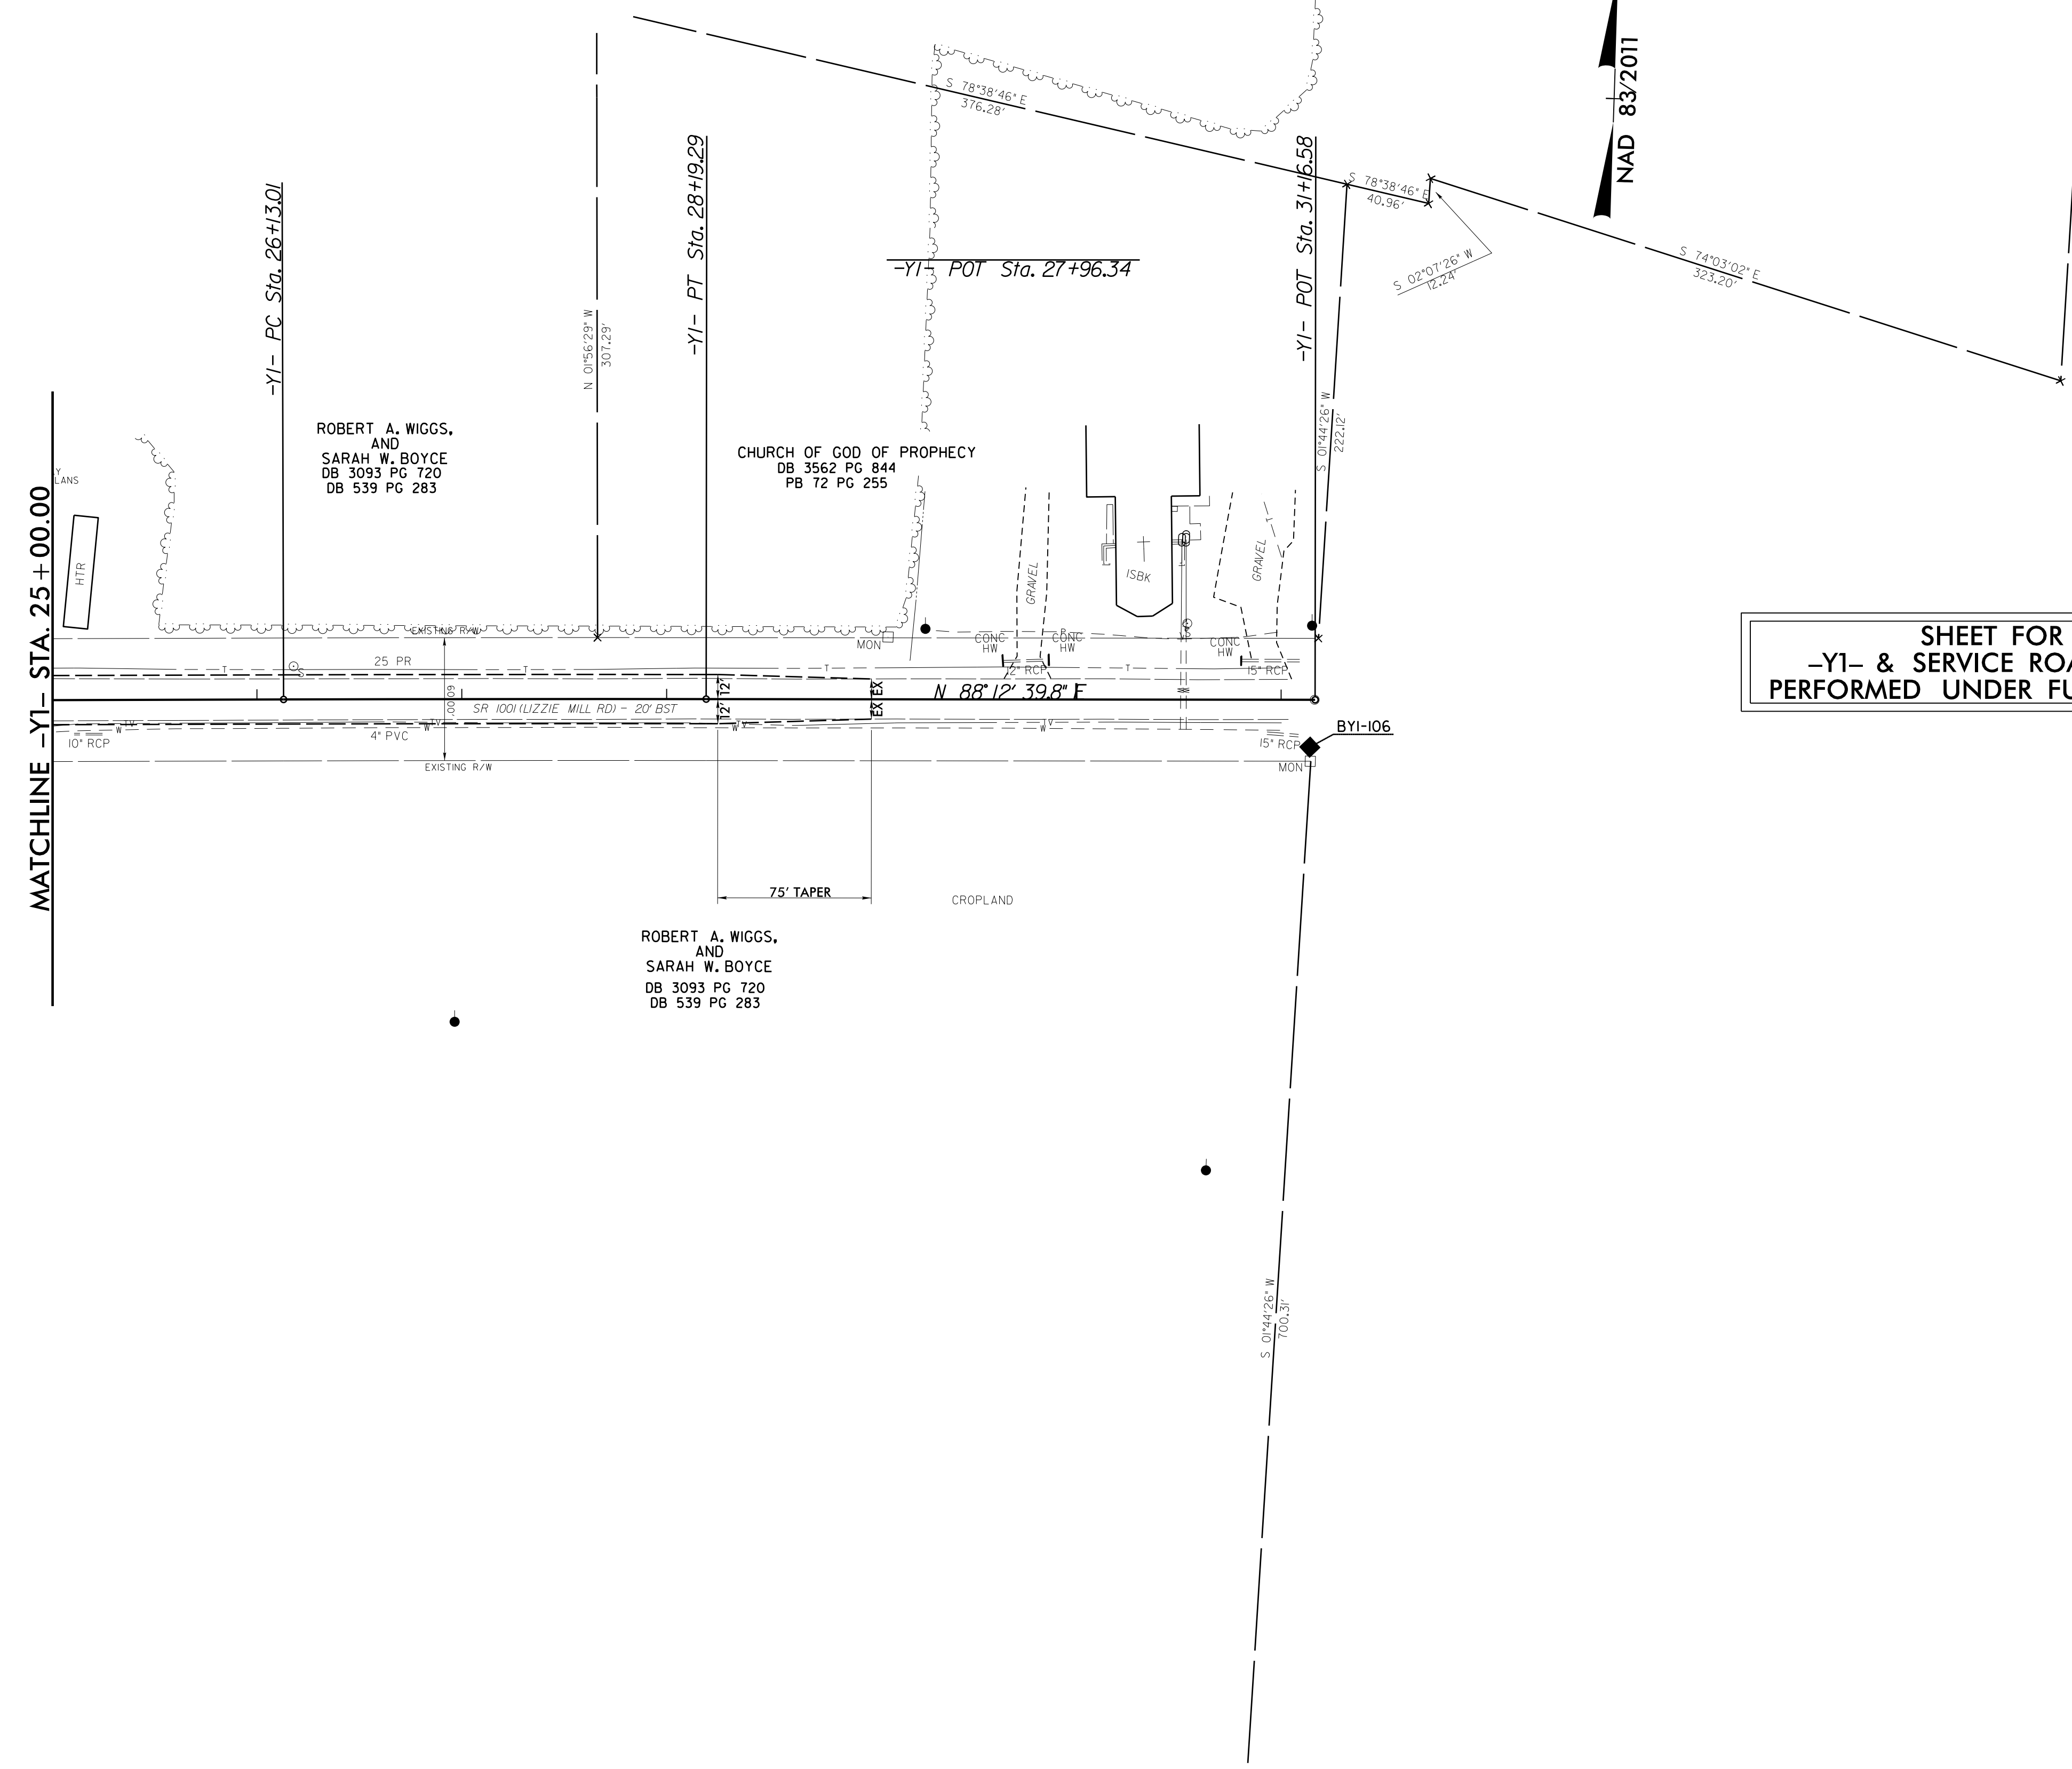 S 78°38'46" E
376.28'
NAD 83/2011
-Y1- PC Sta. 26+13.01
-Y1- PT Sta. 28+19.29
-Y1- POT Sta. 31+16.58
S 78°38'46" E
40.96'
S 02°07'26" W
12.24'
S 74°03'02" E
323.20'
-Y1- POT Sta. 27+96.34
N 01°56'29" W
307.29'
S 01°44'26" W
222.12'
ROBERT A. WIGGS,
AND
SARAH W. BOYCE
DB 3093 PG 720
DB 539 PG 283
CHURCH OF GOD OF PROPHECY
DB 3562 PG 844
PB 72 PG 255
Y
LANS
MATCHLINE -Y1- STA. 25+00.00
HTR
GRAVEL
1SBK
GRAVEL
T
EXISTING R/W
MON
CONC
HW
P
CONC
HW
CONC
HW
25 PR
S
T
T
T
T
12" RCP
15" RCP
60.00'
12' 12'
EX EX
N 88° 12' 39.8" E
W
SR 1001 (LIZZIE MILL RD) - 20' BST
TV
TV
TV
TV
W
W
W
W
10" RCP
4" PVC
15" RCP
BY1-106
EXISTING R/W
MON
SHEET FOR
-Y1- & SERVICE ROA
PERFORMED UNDER FU
75' TAPER
CROPLAND
ROBERT A. WIGGS,
AND
SARAH W. BOYCE
DB 3093 PG 720
DB 539 PG 283
S 01°44'26" W
700.31'